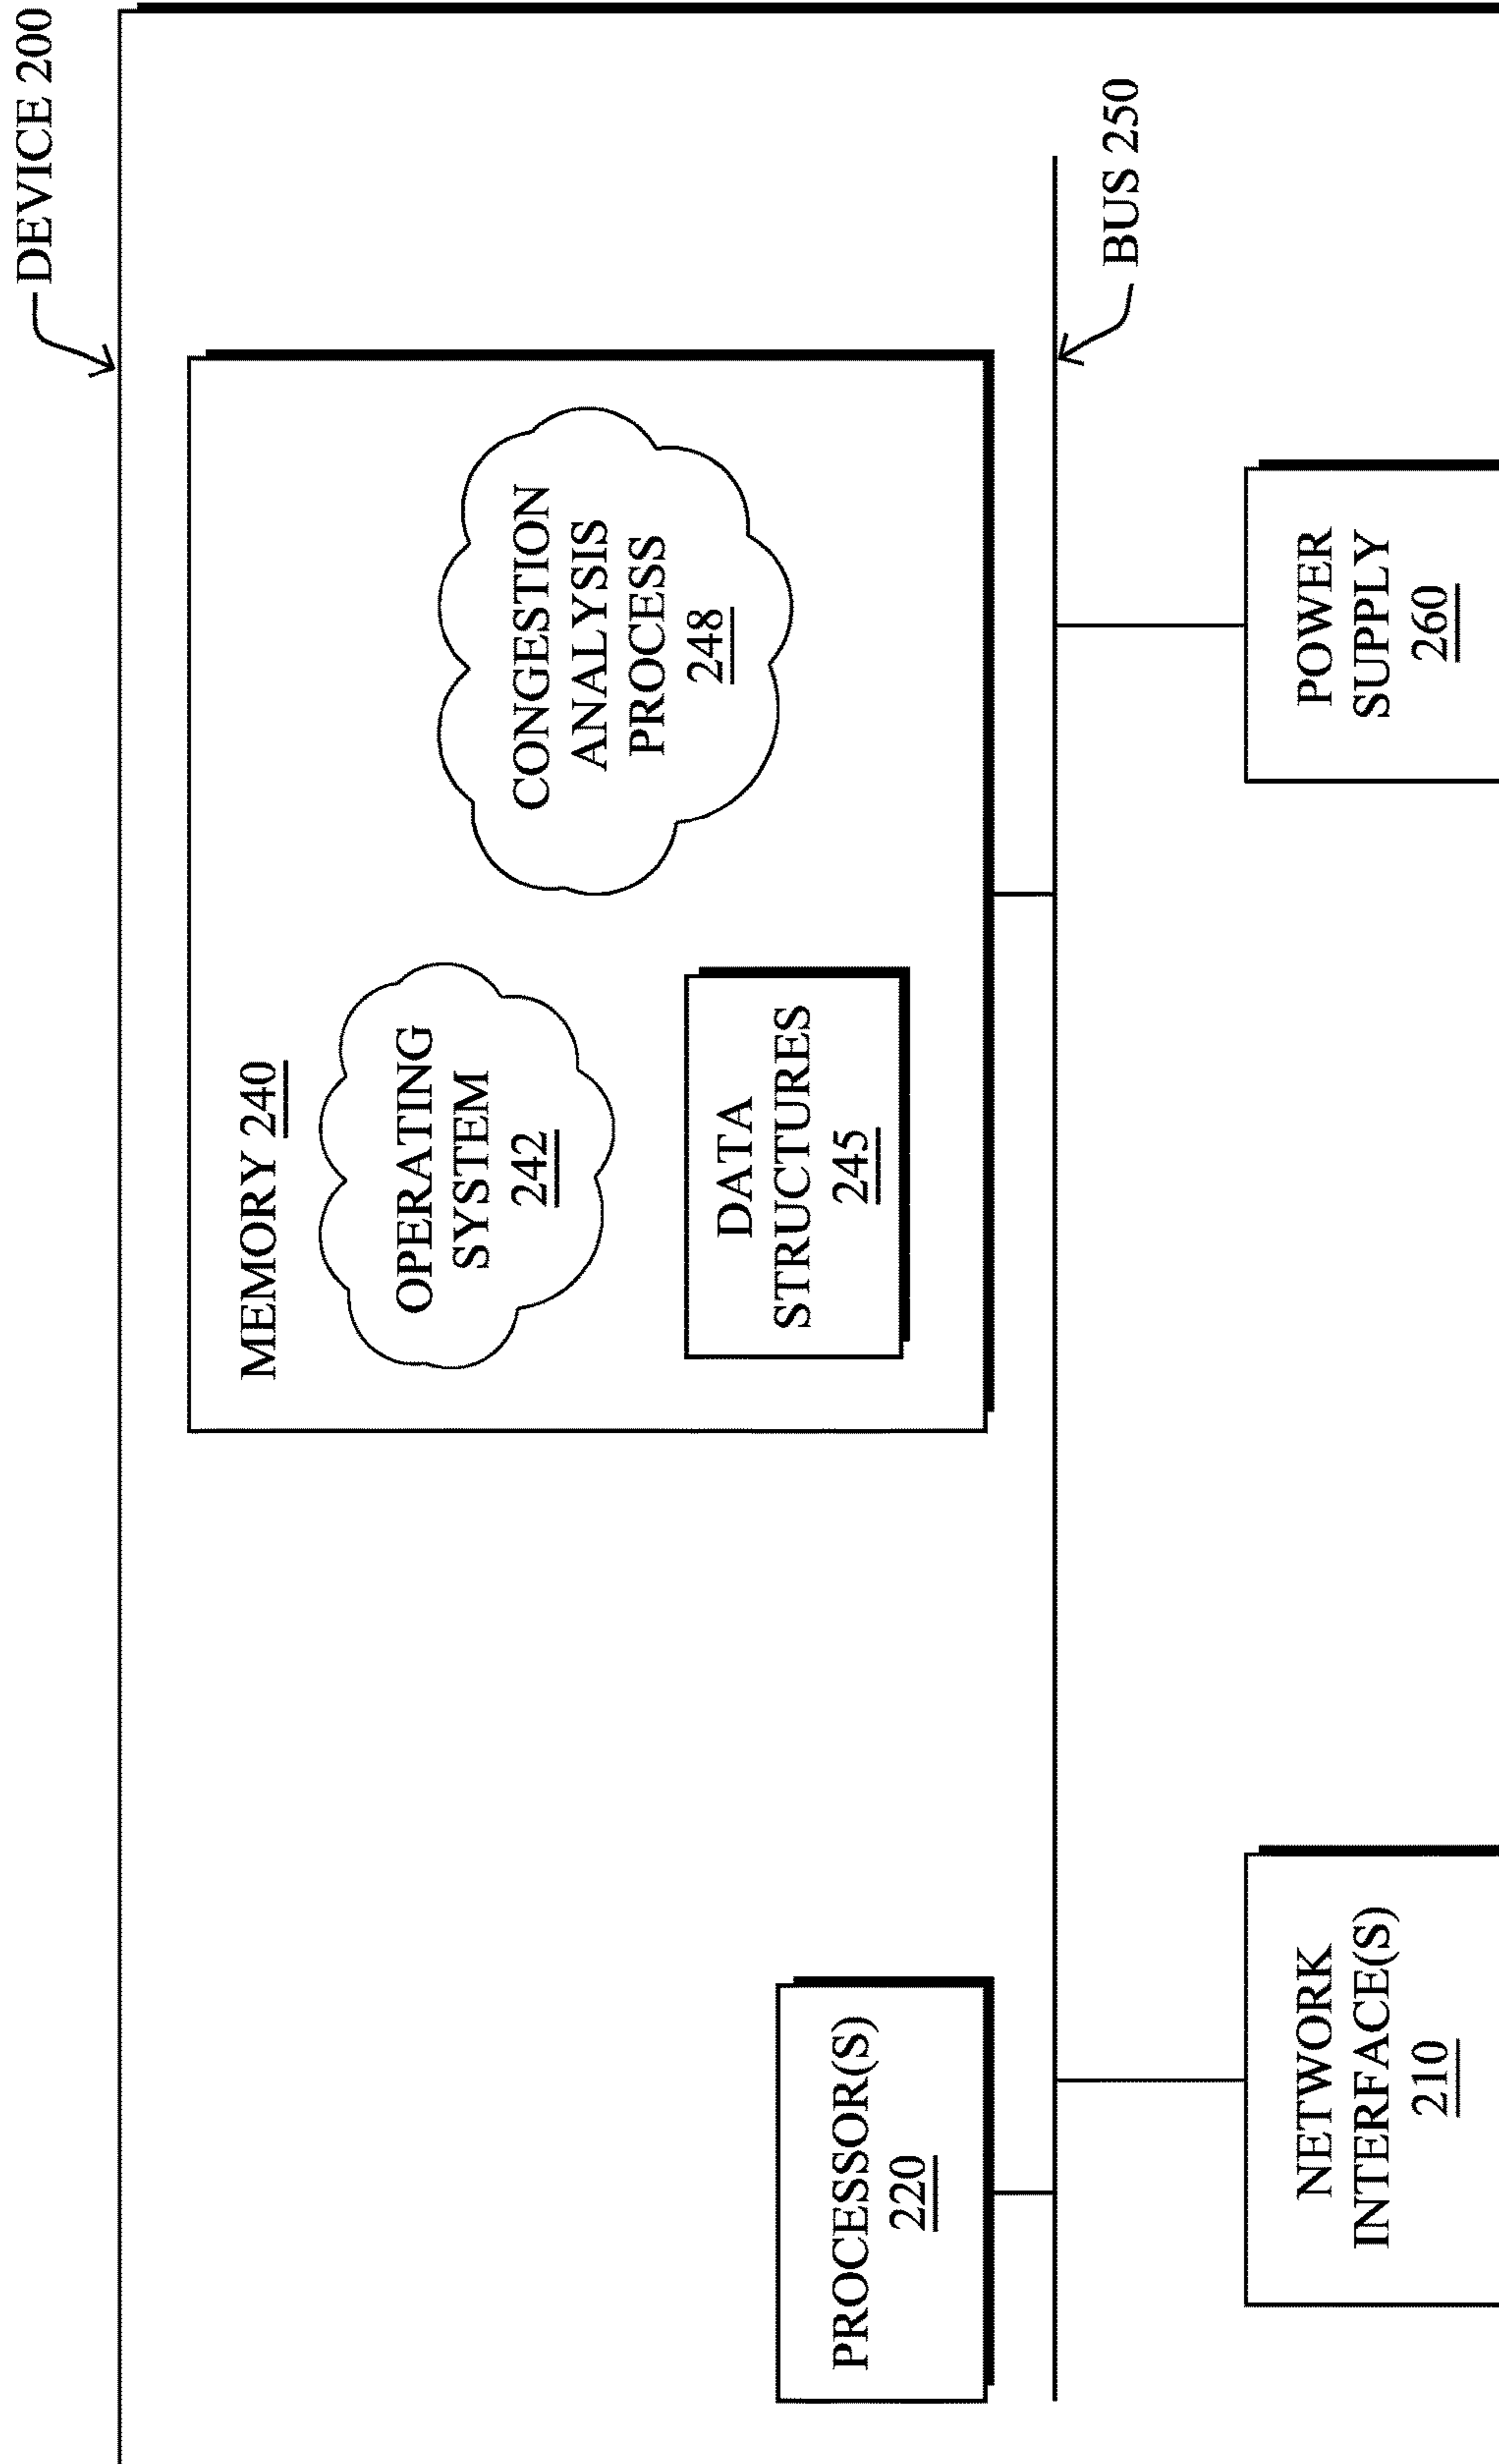 DEVICE 200
MEMORY 240
OPERATING
SYSTEM
242
CONGESTION
ANALYSIS
PROCESS
248
DATA
STRUCTURES
245
PROCESSOR(S)
220
BUS 250
NETWORK
INTERFACE(S)
210
POWER
SUPPLY
260